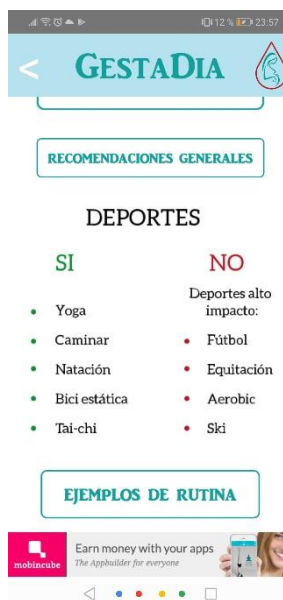 12 % 23:57
< GESTADIA
RECOMENDACIONES GENERALES
DEPORTES
SI
Yoga
Caminar
Natación
Bici estática
Tai-chi
NO
Deportes alto
impacto:
Fútbol
Equitación
Aerobic
Ski
EJEMPLOS DE RUTINA
mobincube
Earn money with your apps
The Appbuilder for everyone